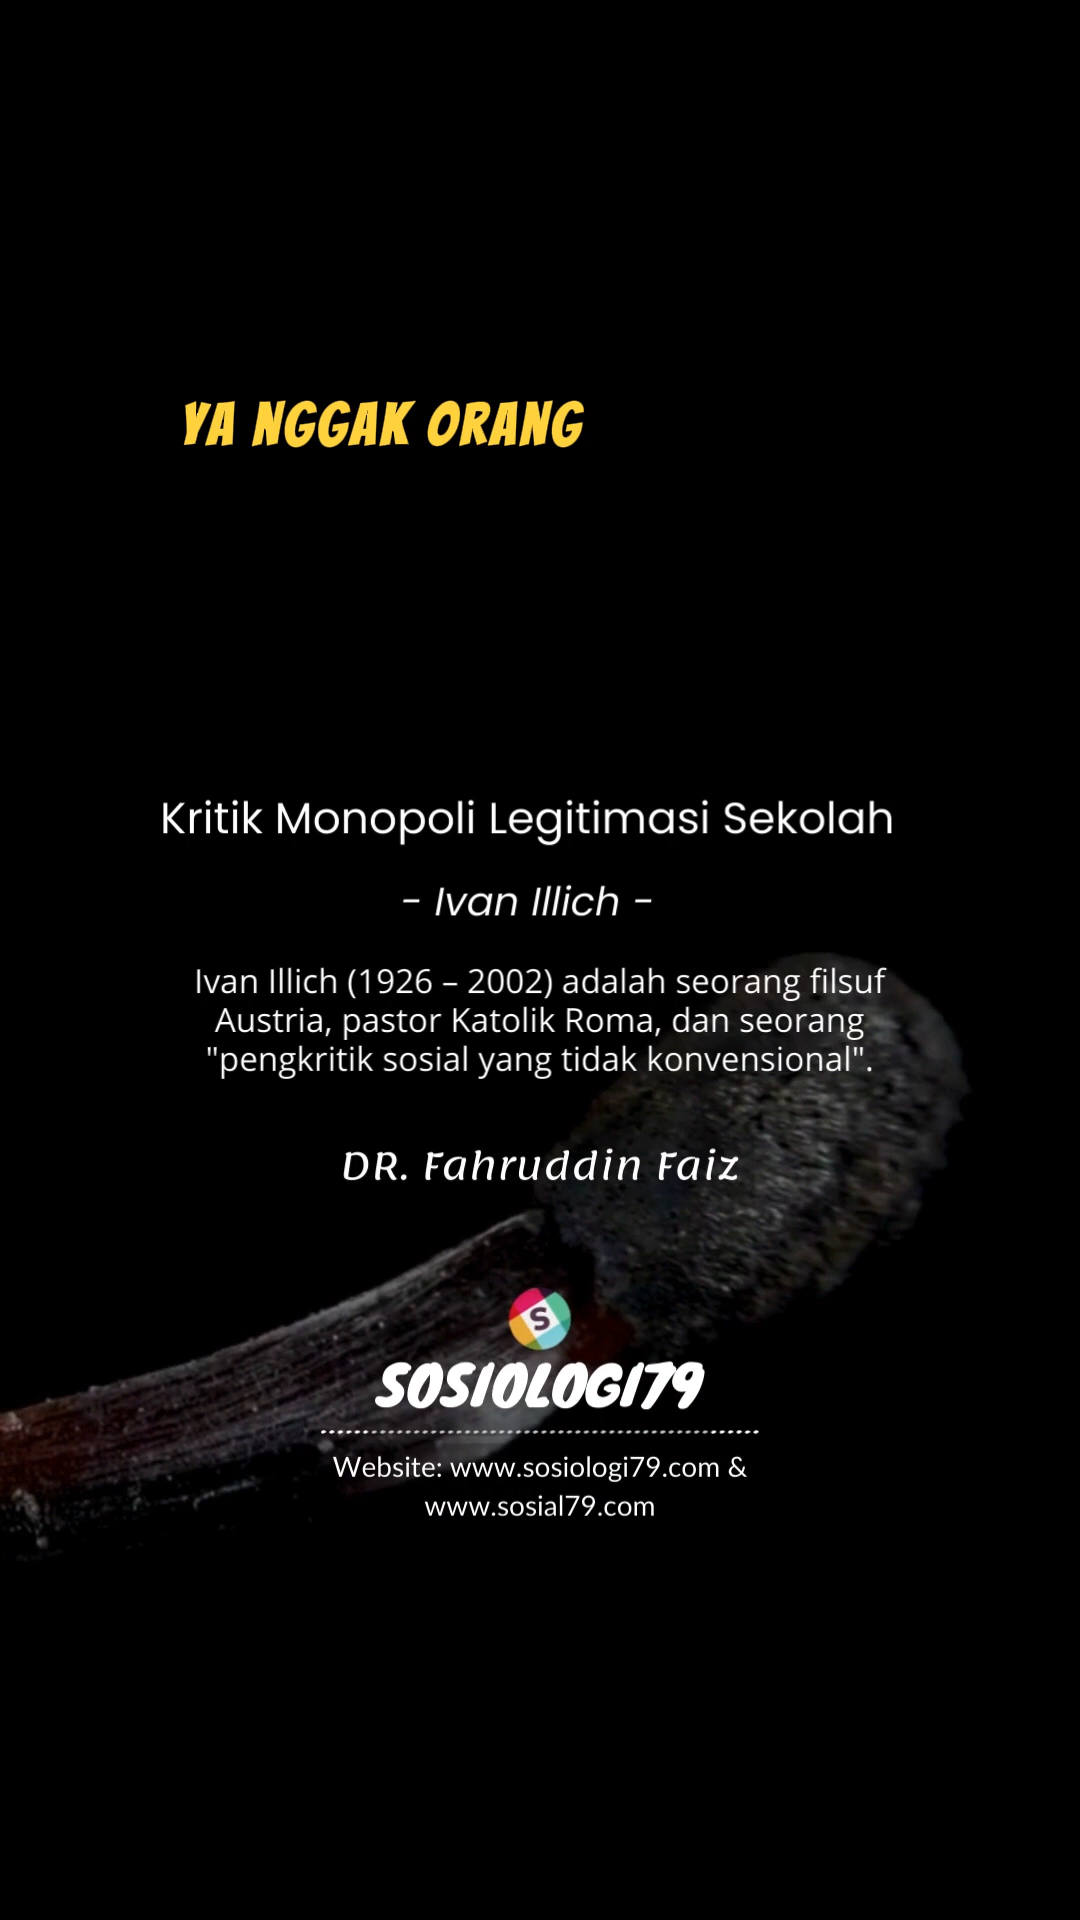 YA NGGAK ORANG
Kritik Monopoli Legitimasi Sekolah
- Ivan Illich -
Ivan Illich (1926 – 2002) adalah seorang filsuf
Austria, pastor Katolik Roma, dan seorang
"pengkritik sosial yang tidak konvensional".
DR. Fahruddin Faiz
S
SOSIOLOGI79
Website: www.sosiologi79.com &
www.sosial79.com